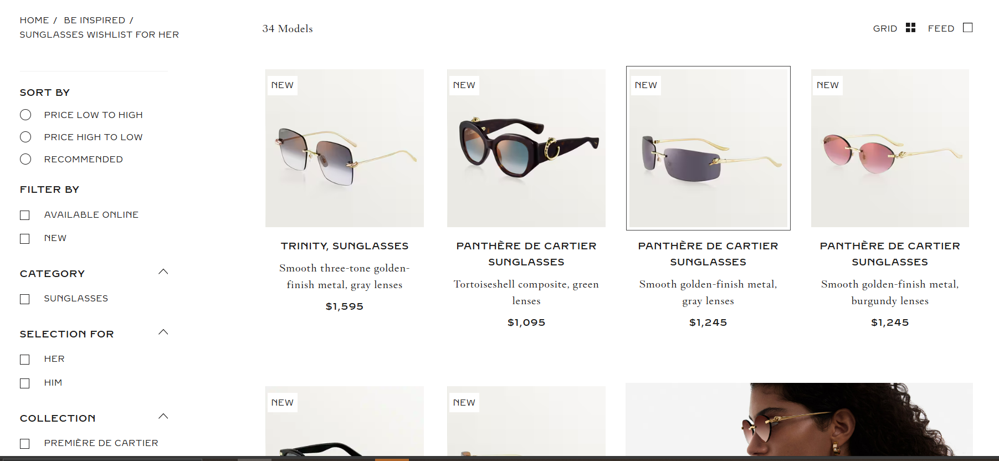 HOME / BE INSPIRED /
SUNGLASSES WISHLIST FOR HER
34 Models
GRID FEED
SORT BY
PRICE LOW TO HIGH
PRICE HIGH TO LOW
RECOMMENDED
FILTER BY
AVAILABLE ONLINE
NEW
CATEGORY
SUNGLASSES
SELECTION FOR
HER
HIM
COLLECTION
PREMIÈRE DE CARTIER
NEW
TRINITY, SUNGLASSES
Smooth three-tone golden-
finish metal, gray lenses
$1,595
NEW
PANTHÈRE DE CARTIER
SUNGLASSES
Tortoiseshell composite, green
lenses
$1,095
NEW
PANTHÈRE DE CARTIER
SUNGLASSES
Smooth golden-finish metal,
gray lenses
$1,245
NEW
PANTHÈRE DE CARTIER
SUNGLASSES
Smooth golden-finish metal,
burgundy lenses
$1,245
NEW
NEW